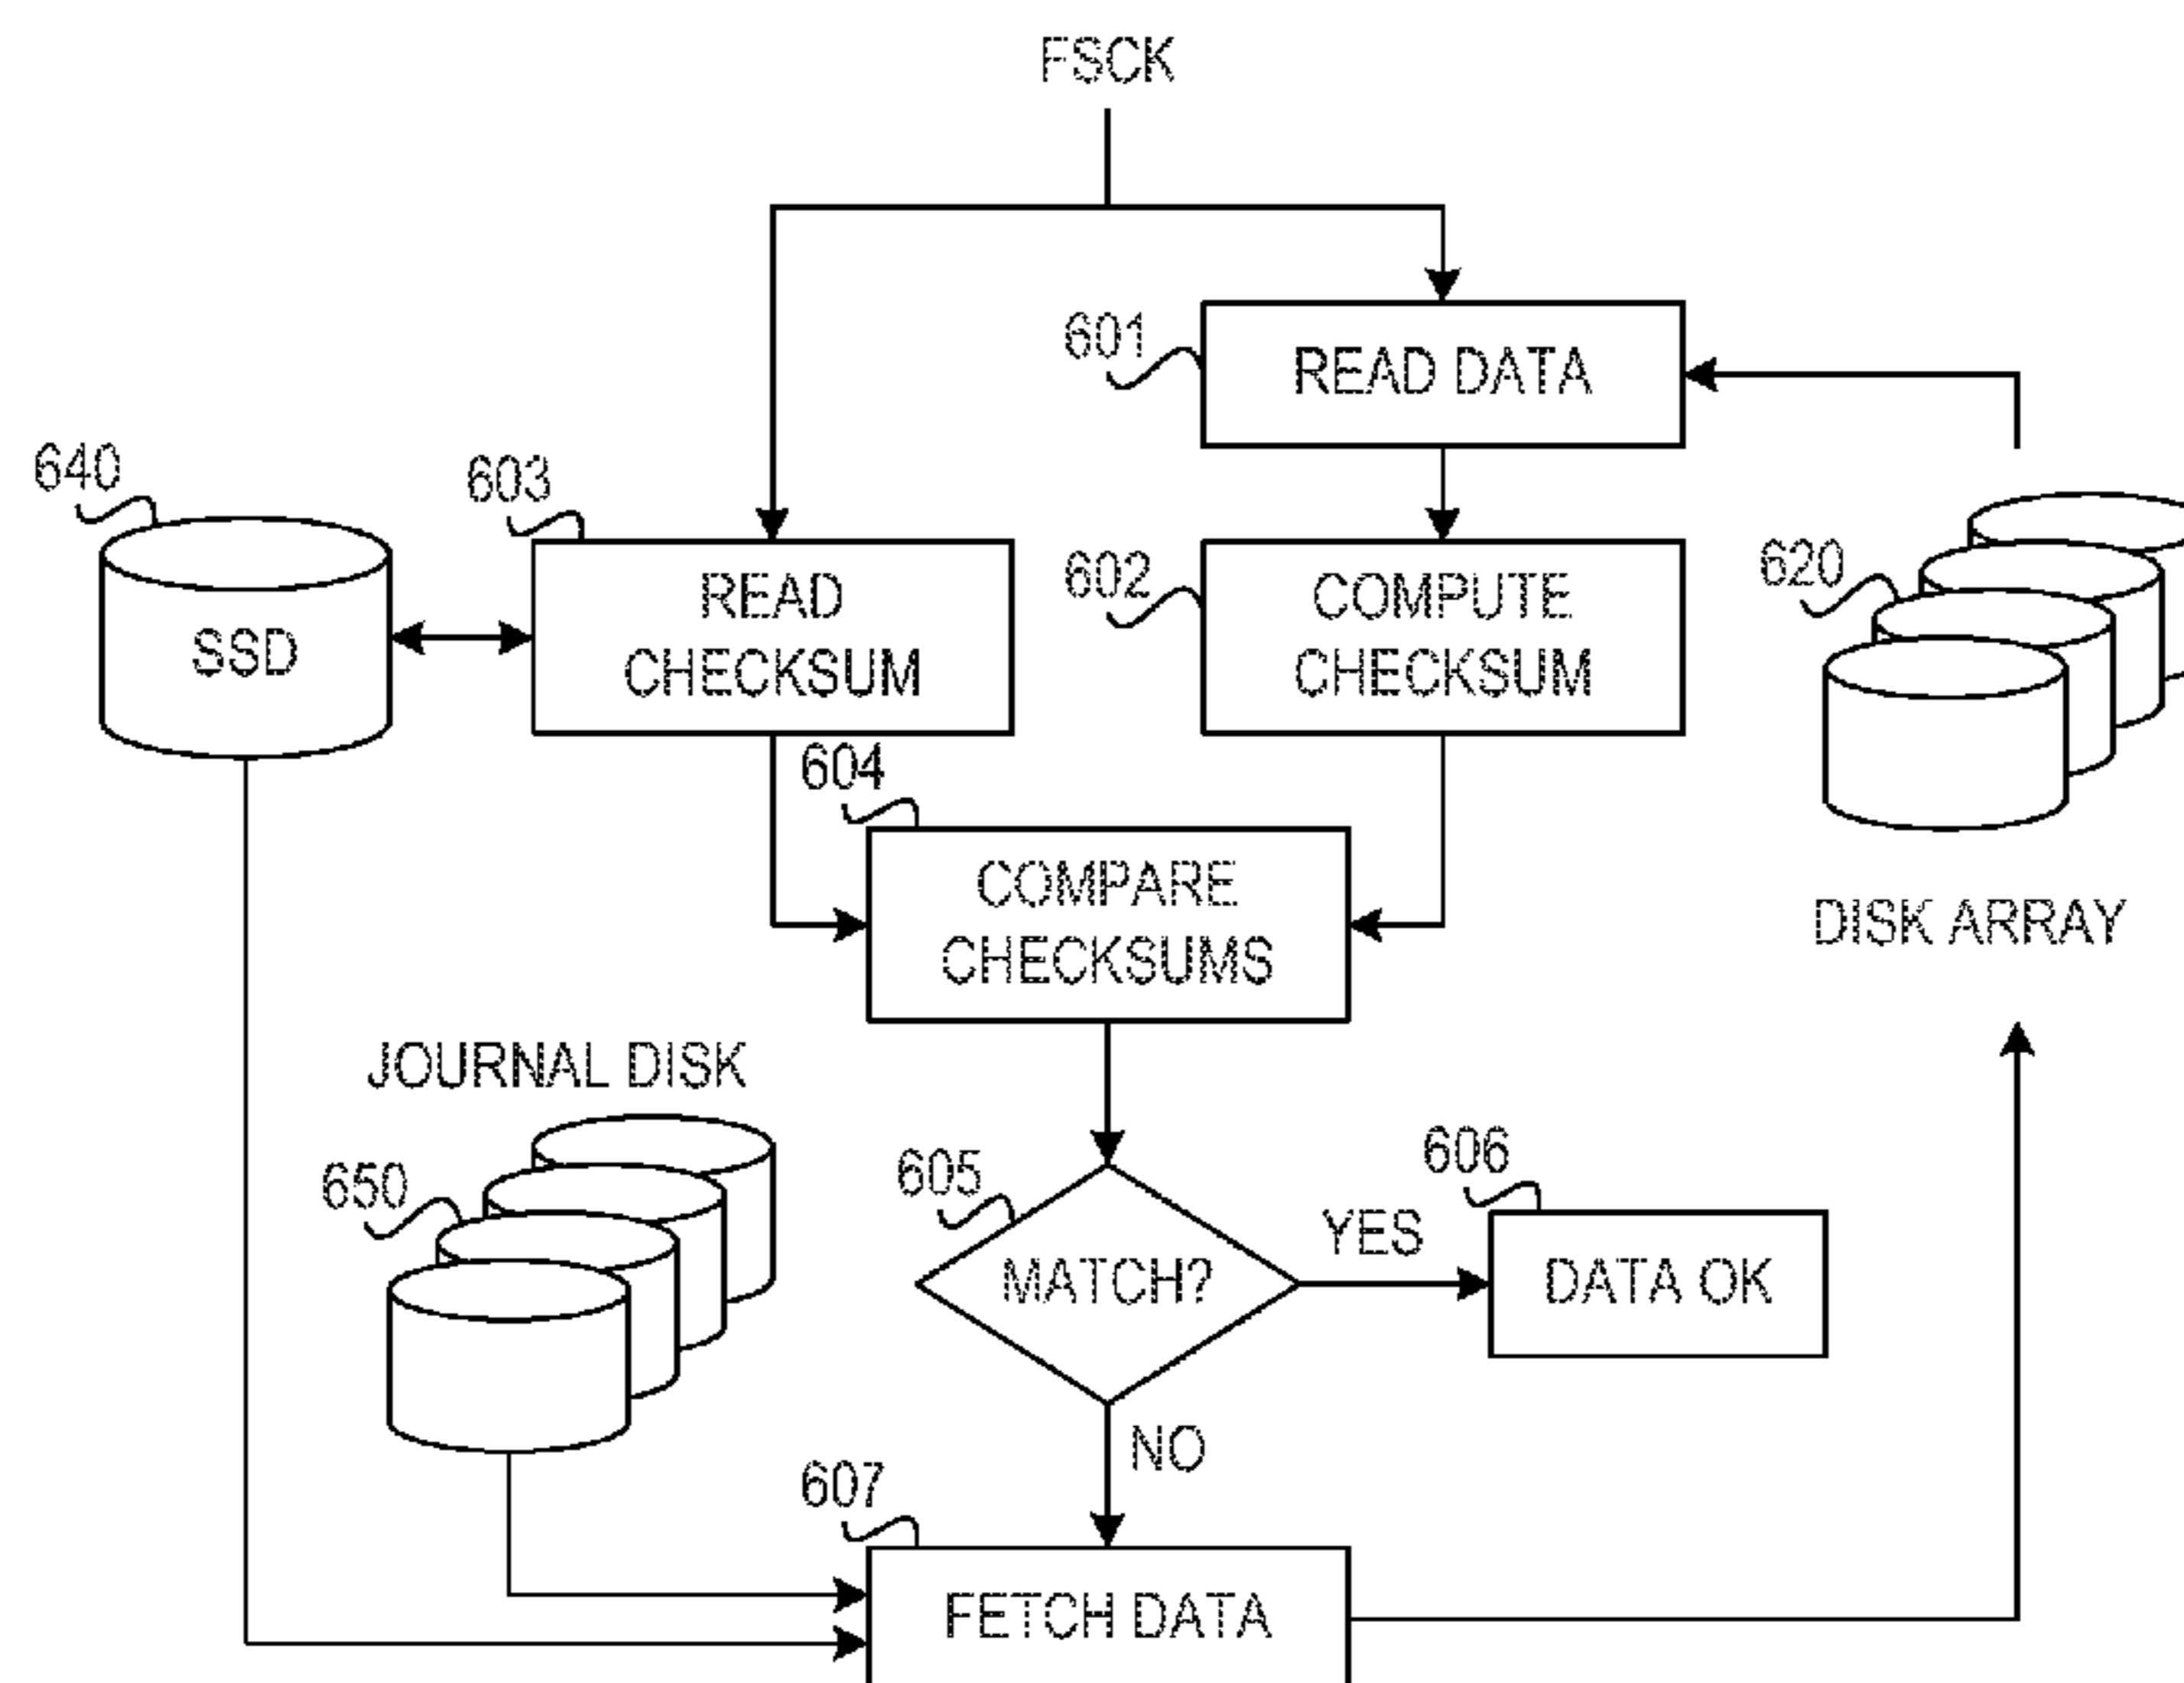 FSCK
601
READ DATA
640
603
602
620
SSD
READ
CHECKSUM
COMPUTE
CHECKSUM
604
COMPARE
CHECKSUMS
DISK ARRAY
JOURNAL DISK
650
605
606
MATCH?
YES
DATA OK
NO
607
FETCH DATA